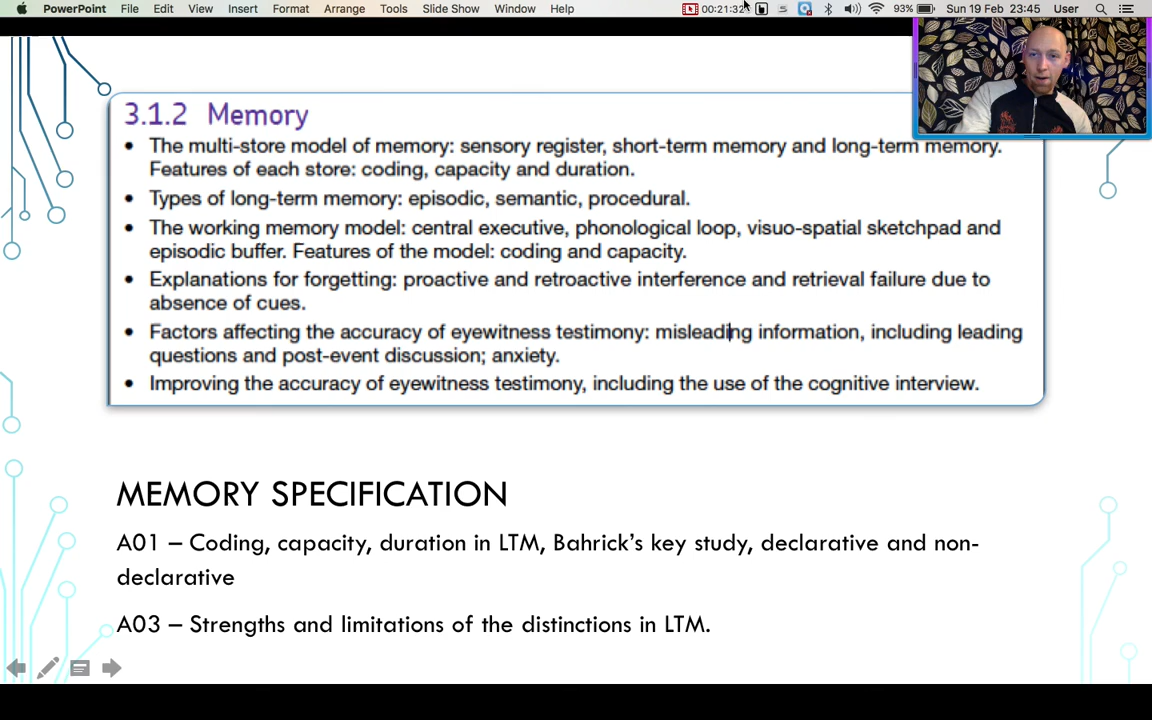 PowerPoint File Edit View Insert Format Arrange Tools Slide Show Window Help 00:21:32 93% Sun 19 Feb 23:45 User
3.1.2 Memory
• The multi-store model of memory: sensory register, short-term memory and long-term memory.
Features of each store: coding, capacity and duration.
• Types of long-term memory: episodic, semantic, procedural.
• The working memory model: central executive, phonological loop, visuo-spatial sketchpad and
episodic buffer. Features of the model: coding and capacity.
• Explanations for forgetting: proactive and retroactive interference and retrieval failure due to
absence of cues.
• Factors affecting the accuracy of eyewitness testimony: misleading information, including leading
questions and post-event discussion; anxiety.
• Improving the accuracy of eyewitness testimony, including the use of the cognitive interview.
MEMORY SPECIFICATION
A01 – Coding, capacity, duration in LTM, Bahrick's key study, declarative and non-
declarative
A03 – Strengths and limitations of the distinctions in LTM.